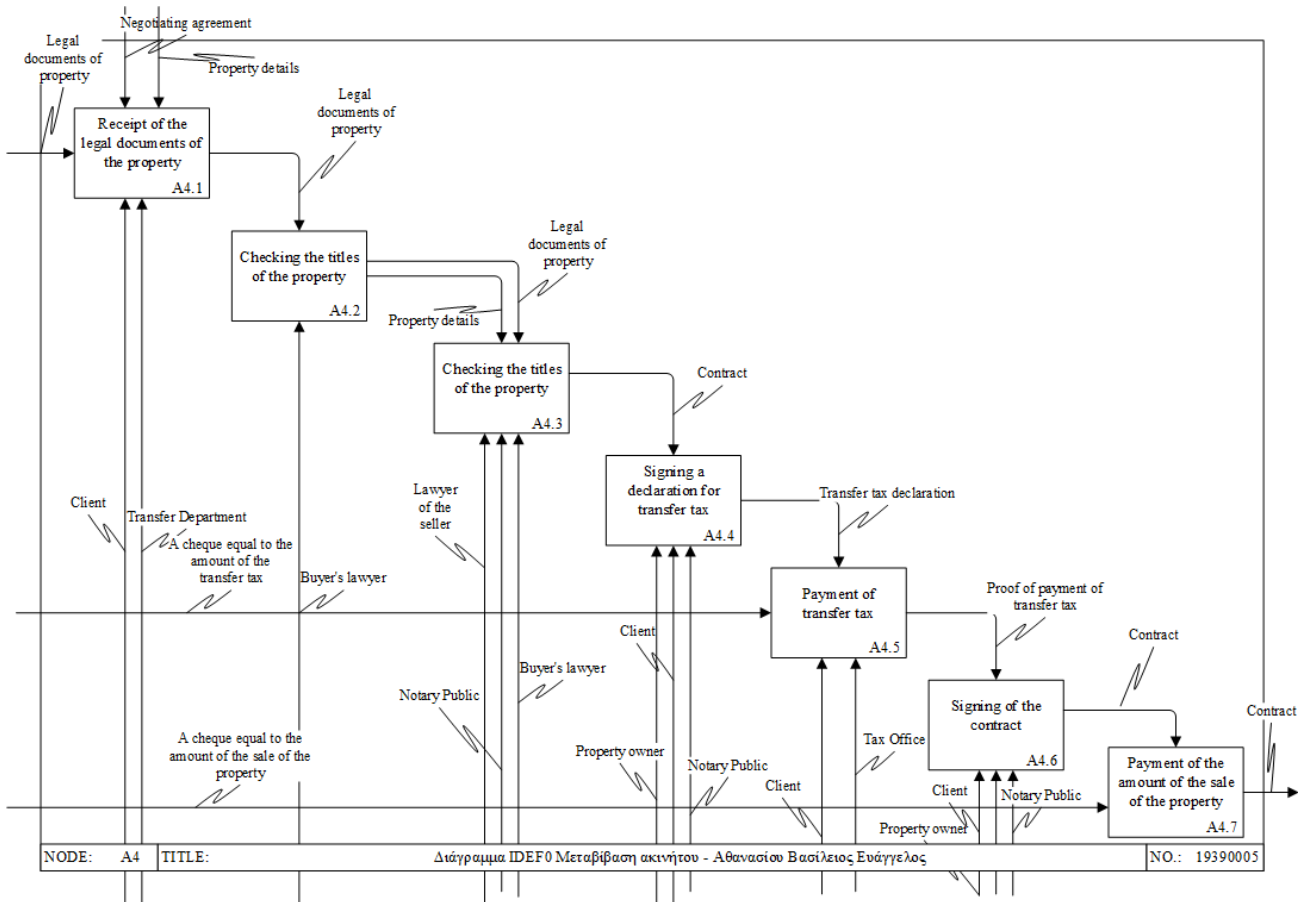 Negotiating agreement
Legal
documents of
property
Property details
Receipt of the
legal documents of
the property
A4.1
Legal
documents of
property
Checking the titles
of the property
A4.2
Legal
documents of
property
Property details
Checking the titles
of the property
A4.3
Contract
Signing a
declaration for
transfer tax
A4.4
Lawyer
of the
seller
Client
Transfer Department
A cheque equal to the
amount of the
transfer tax
Buyer's lawyer
Transfer tax declaration
Payment of
transfer tax
A4.5
Proof of payment of
transfer tax
Client
Contract
Buyer's lawyer
Notary Public
Signing of the
contract
A4.6
Contract
A cheque equal to the
amount of the sale of the
property
Property owner
Notary Public
Tax Office
Client
Client
Notary Public
Property owner
Payment of the
amount of the sale
of the property
A4.7
NODE: A4 TITLE: Διάγραμμα IDEF0 Μεταβίβαση ακινήτου - Αθανασίου Βασίλειος Ευάγγελος NO.: 19390005